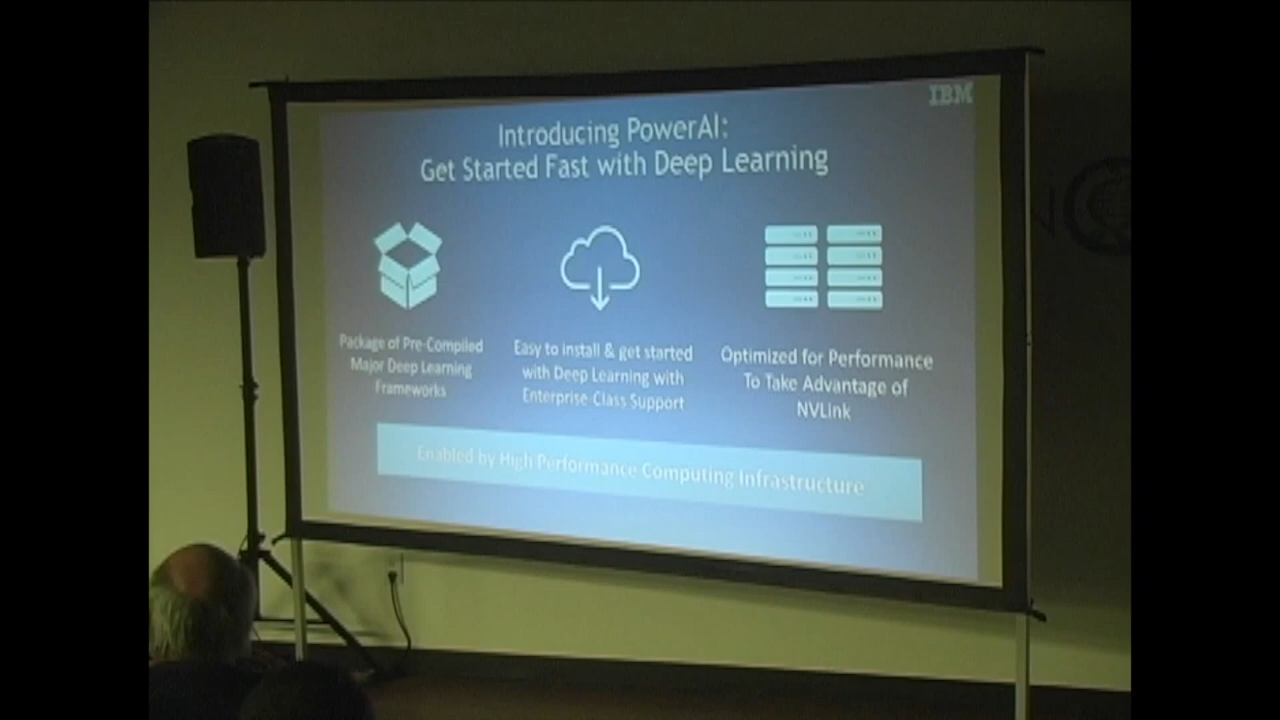 IBM
Introducing PowerAI:
Get Started Fast with Deep Learning
Package of Pre-Compiled
Major Deep Learning
Frameworks
Easy to install & get started
with Deep Learning with
Enterprise-Class Support
Optimized for Performance
To Take Advantage of
NVLink
Enabled by High Performance Computing Infrastructure